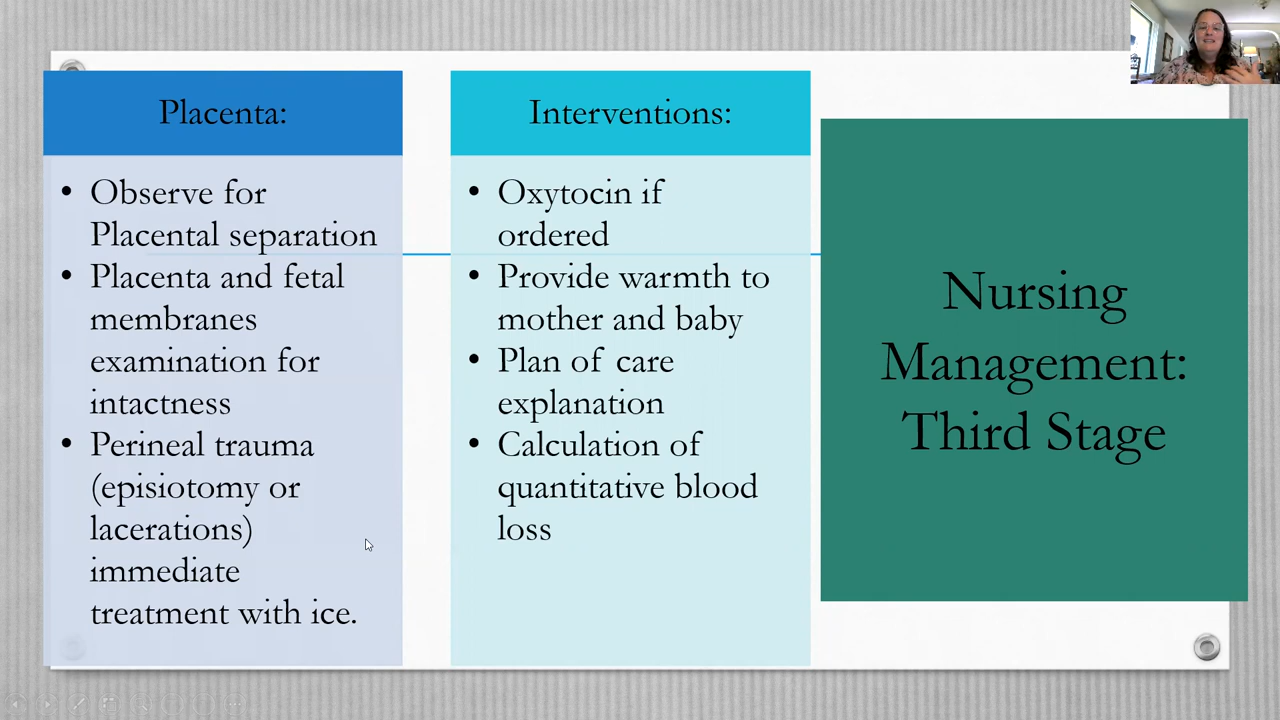 Placenta:
• Observe for
Placental separation
• Placenta and fetal
membranes
examination for
intactness
• Perineal trauma
(episiotomy or
lacerations)
immediate
treatment with ice.
Interventions:
• Oxytocin if
ordered
• Provide warmth to
mother and baby
• Plan of care
explanation
• Calculation of
quantitative blood
loss
Nursing
Management:
Third Stage